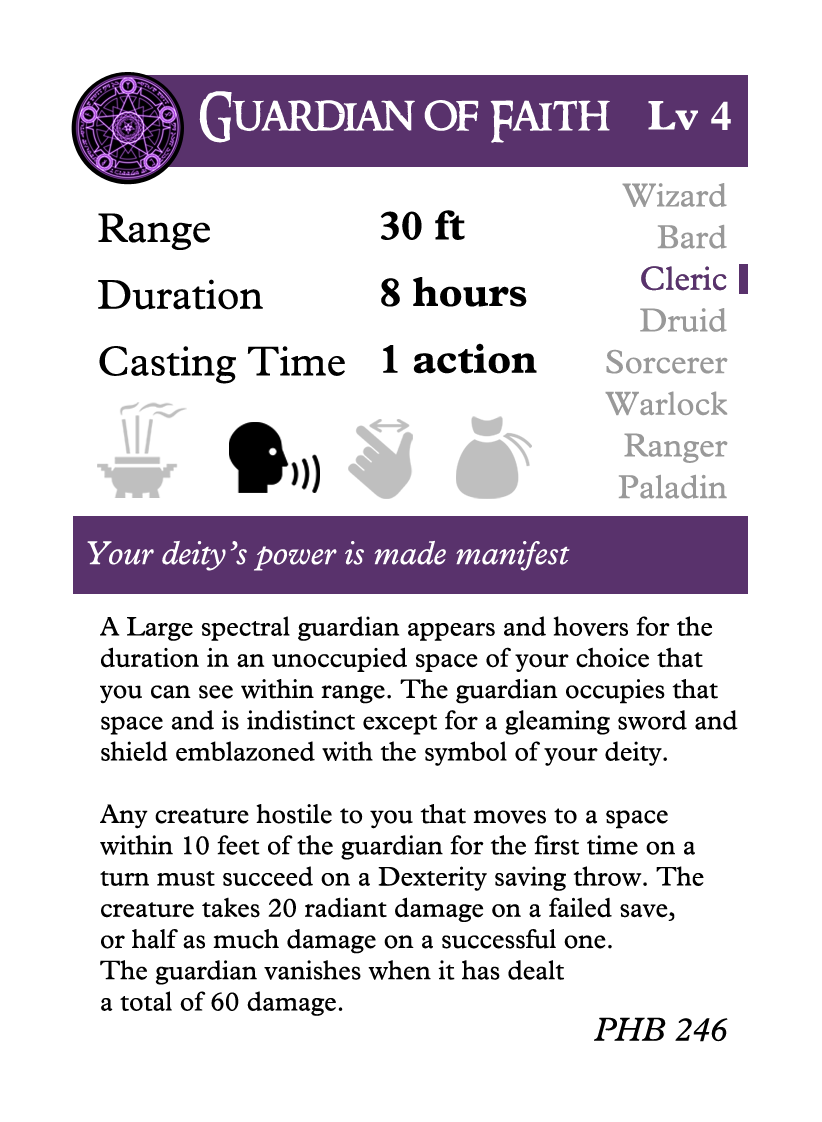 GUARDIAN OF FAITH Lv 4
Range 30 ft
Duration 8 hours
Casting Time 1 action
Wizard
Bard
Cleric
Druid
Sorcerer
Warlock
Ranger
Paladin
Your deity’s power is made manifest
A Large spectral guardian appears and hovers for the
duration in an unoccupied space of your choice that
you can see within range. The guardian occupies that
space and is indistinct except for a gleaming sword and
shield emblazoned with the symbol of your deity.
Any creature hostile to you that moves to a space
within 10 feet of the guardian for the first time on a
turn must succeed on a Dexterity saving throw. The
creature takes 20 radiant damage on a failed save,
or half as much damage on a successful one.
The guardian vanishes when it has dealt
a total of 60 damage.
PHB 246